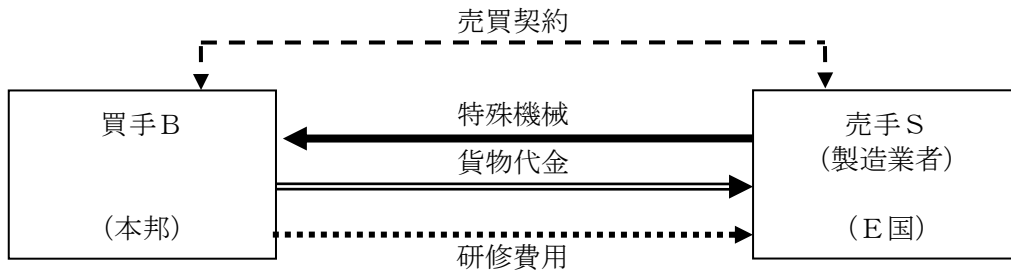 売買契約
買手Ｂ
（本邦）
特殊機械
貨物代金
研修費用
売手Ｓ
（製造業者）
（Ｅ国）